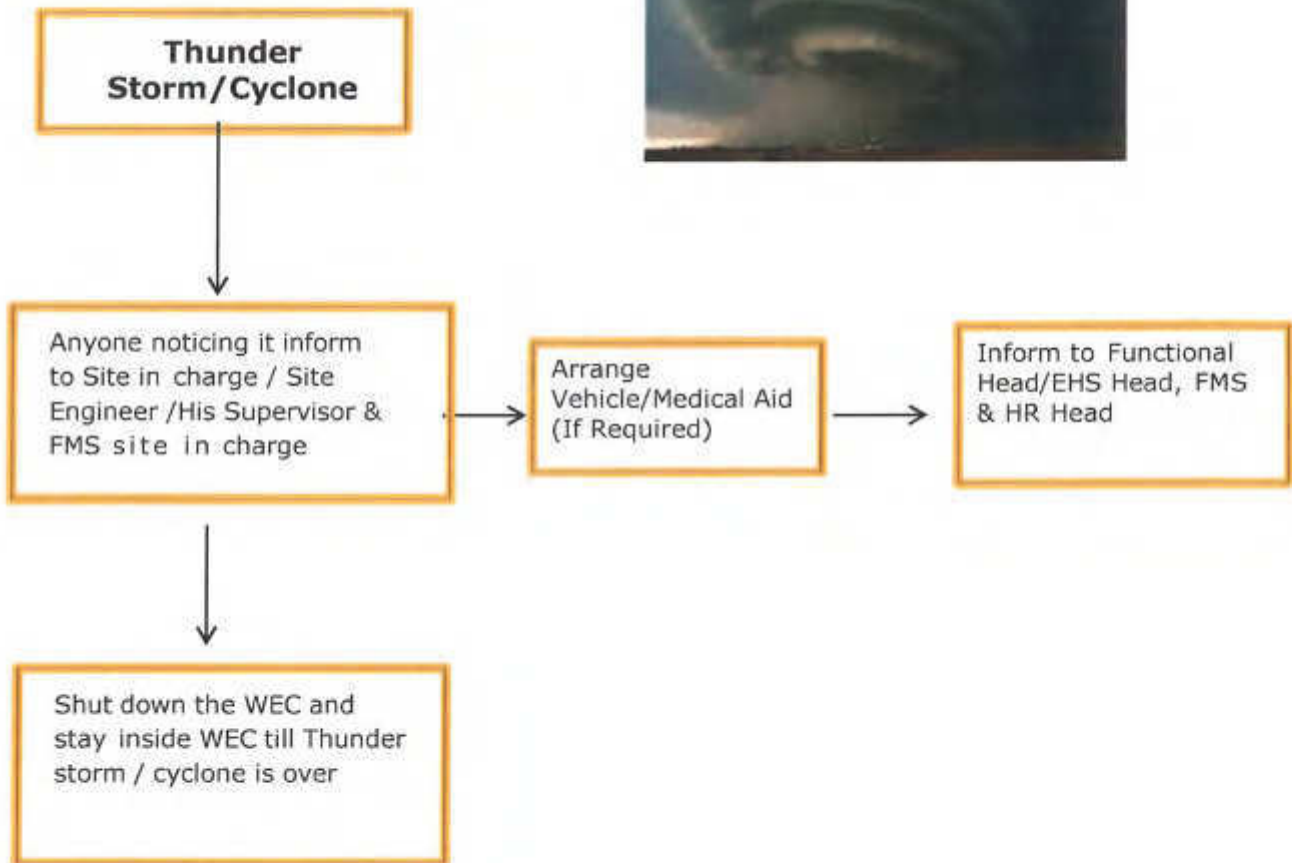 Thunder
Storm/Cyclone
Anyone noticing it inform
to Site in charge / Site
Engineer /His Supervisor &
FMS site in charge
Arrange
Vehicle/Medical Aid
(If Required)
Inform to Functional
Head/EHS Head, FMS
& HR Head
Shut down the WEC and
stay inside WEC till Thunder
storm / cyclone is over